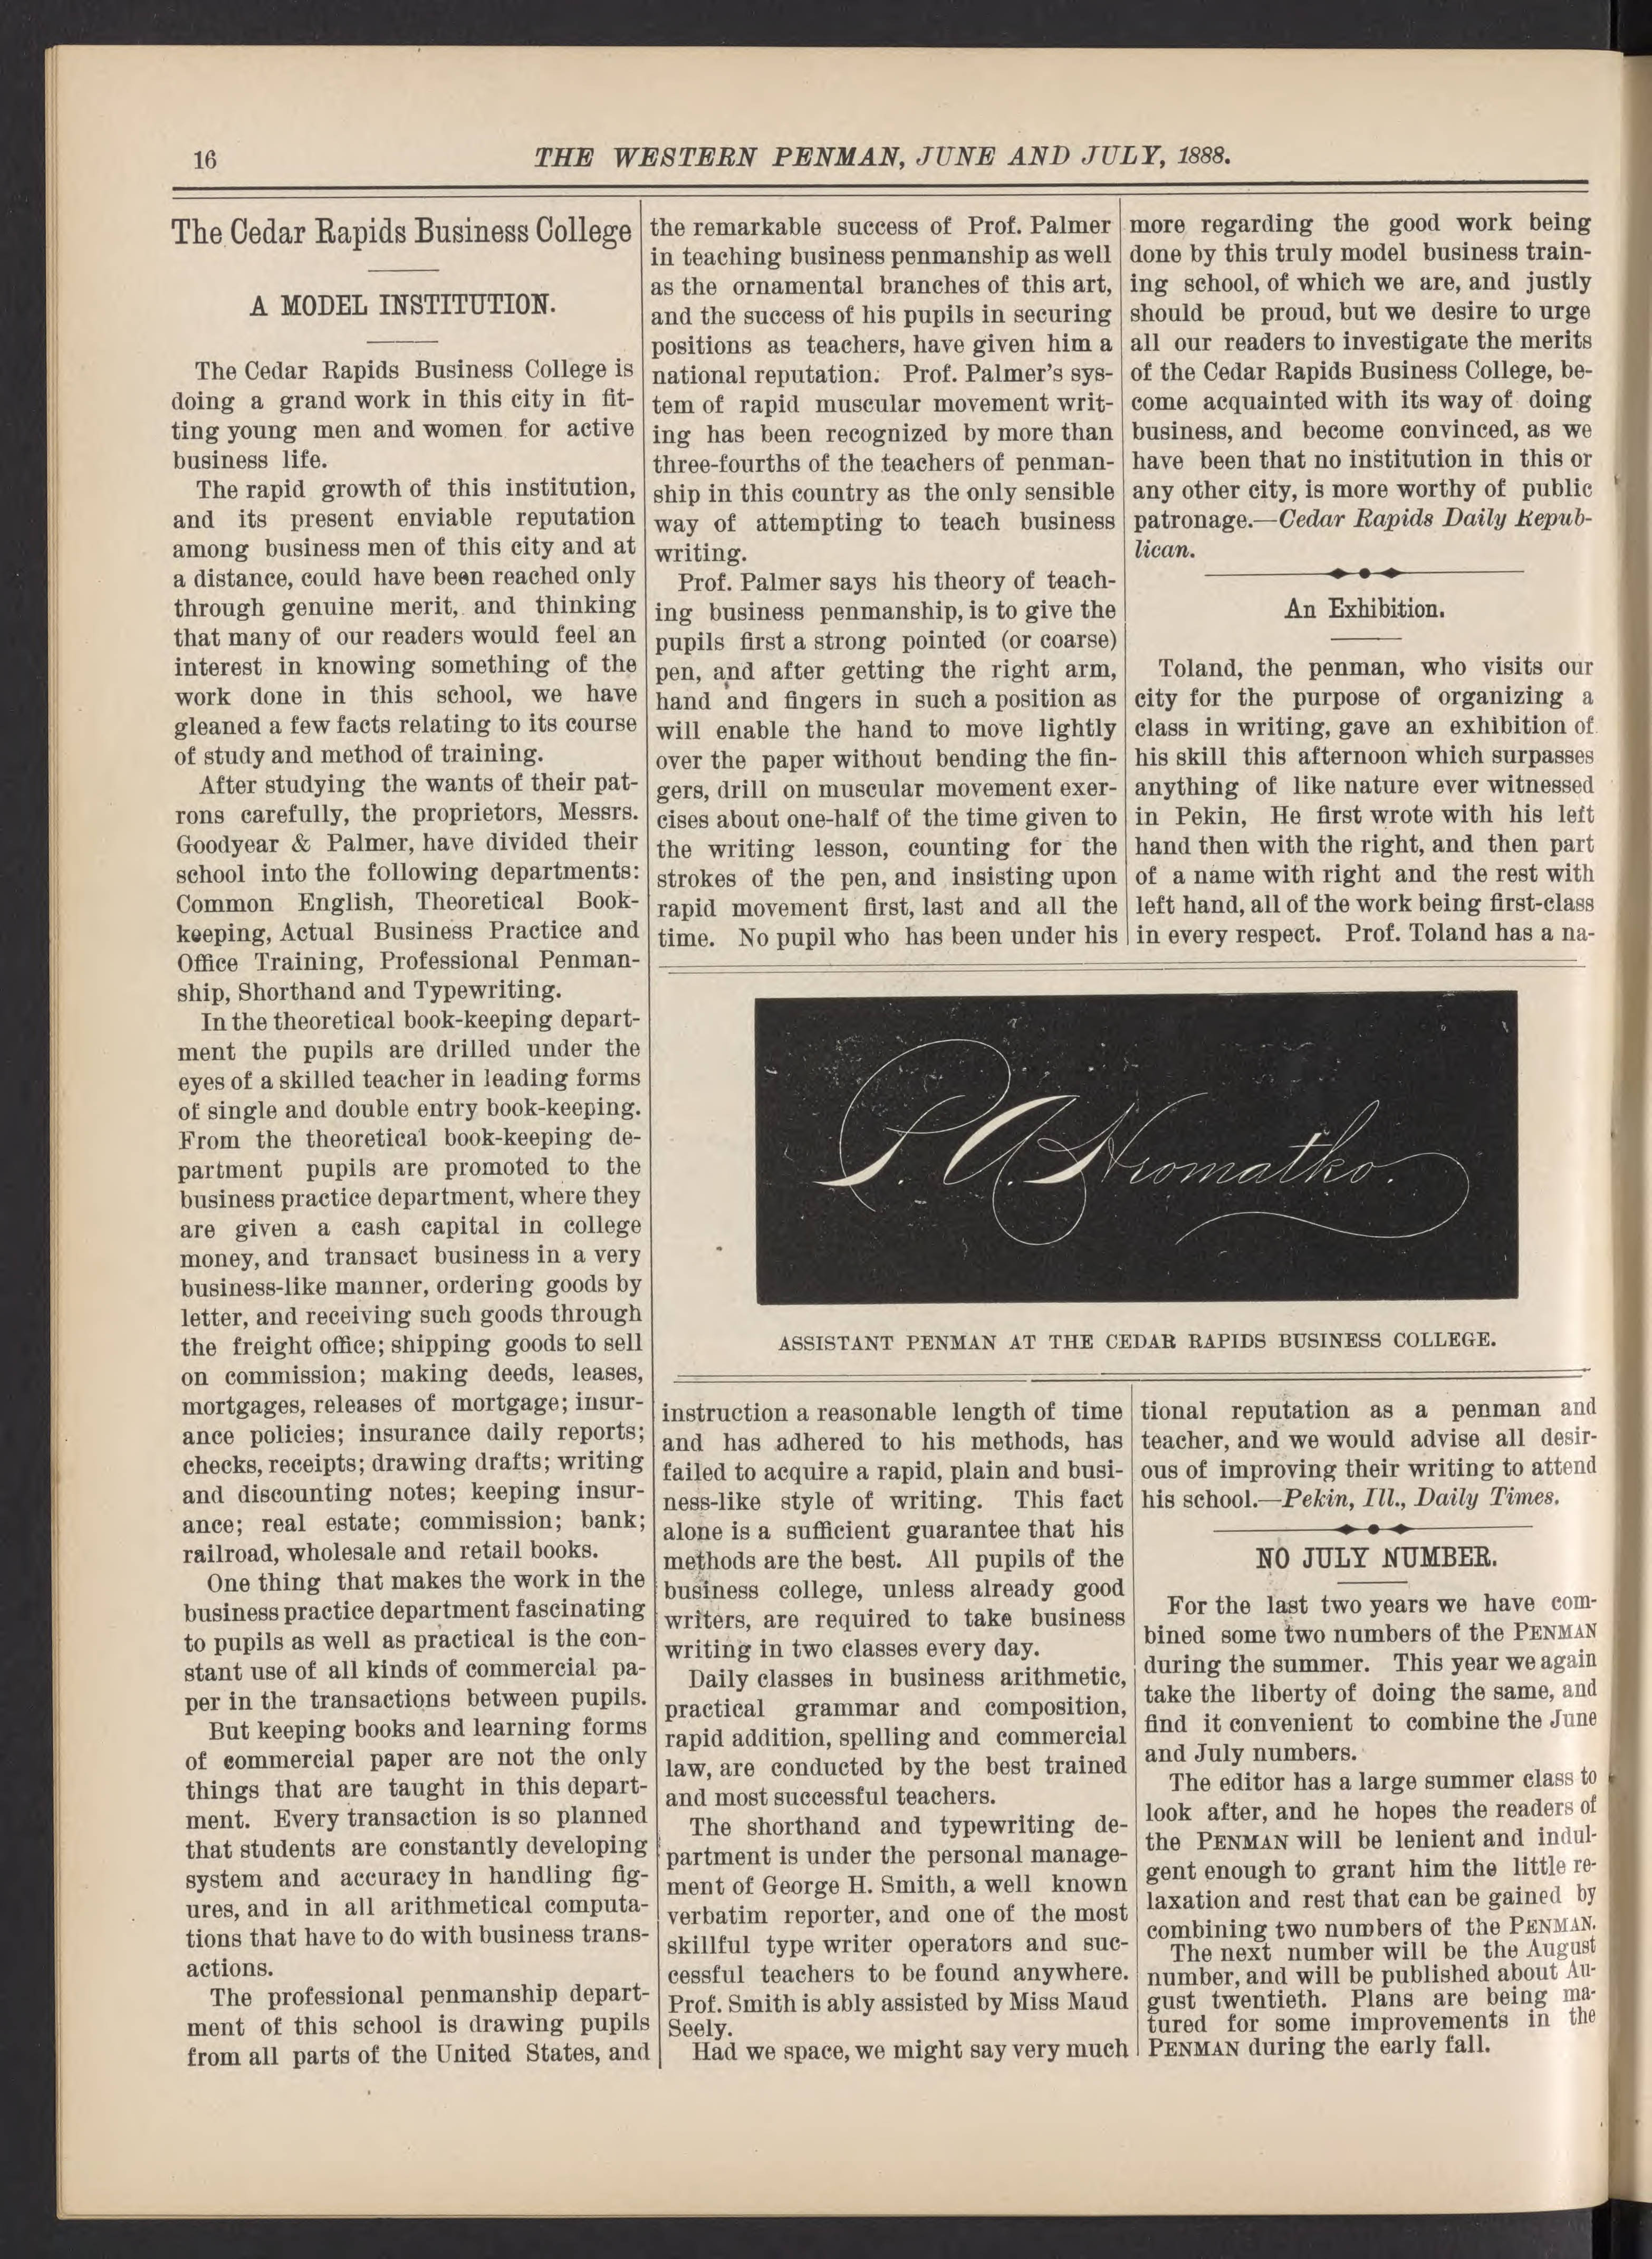 16
THE WESTERN PENMAN, JUNE AND JULY, 1888.
The Cedar Rapids Business College
A MODEL INSTITUTION.
The Cedar Rapids Business College is
doing a grand work in this city in fit-
ting young men and women for active
business life.
The rapid growth of this institution,
and its present enviable reputation
among business men of this city and at
a distance, could have been reached only
through genuine merit, and thinking
that many of our readers would feel an
interest in knowing something of the
work done in this school, we have
gleaned a few facts relating to its course
of study and method of training.
After studying the wants of their pat-
rons carefully, the proprietors, Messrs.
Goodyear & Palmer, have divided their
school into the following departments:
Common English, Theoretical Book-
keeping, Actual Business Practice and
Office Training, Professional Penman-
ship, Shorthand and Typewriting.
In the theoretical book-keeping depart-
ment the pupils are drilled under the
eyes of a skilled teacher in leading forms
of single and double entry book-keeping.
From the theoretical book-keeping de-
partment pupils are promoted to the
business practice department, where they
are given a cash capital in college
money, and transact business in a very
business-like manner, ordering goods by
letter, and receiving such goods through
the freight office; shipping goods to sell
on commission; making deeds, leases,
mortgages, releases of mortgage; insur-
ance policies; insurance daily reports;
checks, receipts; drawing drafts; writing
and discounting notes; keeping insur-
ance; real estate; commission; bank;
railroad, wholesale and retail books.
One thing that makes the work in the
business practice department fascinating
to pupils as well as practical is the con-
stant use of all kinds of commercial pa-
per in the transactions between pupils.
But keeping books and learning forms
of commercial paper are not the only
things that are taught in this depart-
ment. Every transaction is so planned
that students are constantly developing
system and accuracy in handling fig-
ures, and in all arithmetical computa-
tions that have to do with business trans-
actions.
The professional penmanship depart-
ment of this school is drawing pupils
from all parts of the United States, and
the remarkable success of Prof. Palmer
in teaching business penmanship as well
as the ornamental branches of this art,
and the success of his pupils in securing
positions as teachers, have given him a
national reputation. Prof. Palmer's sys-
tem of rapid muscular movement writ-
ing has been recognized by more than
three-fourths of the teachers of penman-
ship in this country as the only sensible
way of attempting to teach business
writing.
Prof. Palmer says his theory of teach-
ing business penmanship, is to give the
pupils first a strong pointed (or coarse)
pen, and after getting the right arm,
hand and fingers in such a position as
will enable the hand to move lightly
over the paper without bending the fin-
gers, drill on muscular movement exer-
cises about one-half of the time given to
the writing lesson, counting for the
strokes of the pen, and insisting upon
rapid movement first, last and all the
time. No pupil who has been under his
instruction a reasonable length of time
and has adhered to his methods, has
failed to acquire a rapid, plain and busi-
ness-like style of writing. This fact
alone is a sufficient guarantee that his
methods are the best. All pupils of the
business college, unless already good
writers, are required to take business
writing in two classes every day.
Daily classes in business arithmetic,
practical grammar and composition,
rapid addition, spelling and commercial
law, are conducted by the best trained
and most successful teachers.
The shorthand and typewriting de-
partment is under the personal manage-
ment of George H. Smith, a well known
verbatim reporter, and one of the most
skillful type writer operators and suc-
cessful teachers to be found anywhere.
Prof. Smith is ably assisted by Miss Maud
Seely.
Had we space, we might say very much
more regarding the good work being
done by this truly model business train-
ing school, of which we are, and justly
should be proud, but we desire to urge
all our readers to investigate the merits
of the Cedar Rapids Business College, be-
come acquainted with its way of doing
business, and become convinced, as we
have been that no institution in this or
any other city, is more worthy of public
patronage.—Cedar Rapids Daily Repub-
lican.
An Exhibition.
Toland, the penman, who visits our
city for the purpose of organizing a
class in writing, gave an exhibition of
his skill this afternoon which surpasses
anything of like nature ever witnessed
in Pekin, He first wrote with his left
hand then with the right, and then part
of a name with right and the rest with
left hand, all of the work being first-class
in every respect. Prof. Toland has a na-
tional reputation as a penman and
teacher, and we would advise all desir-
ous of improving their writing to attend
his school.—Pekin, Ill., Daily Times.
NO JULY NUMBER.
For the last two years we have com-
bined some two numbers of the PENMAN
during the summer. This year we again
take the liberty of doing the same, and
find it convenient to combine the June
and July numbers.
The editor has a large summer class to
look after, and he hopes the readers of
the PENMAN will be lenient and indul-
gent enough to grant him the little re-
laxation and rest that can be gained by
combining two numbers of the PENMAN.
The next number will be the August
number, and will be published about Au-
gust twentieth. Plans are being ma-
tured for some improvements in the
PENMAN during the early fall.
A. Hromatko.
ASSISTANT PENMAN AT THE CEDAR RAPIDS BUSINESS COLLEGE.